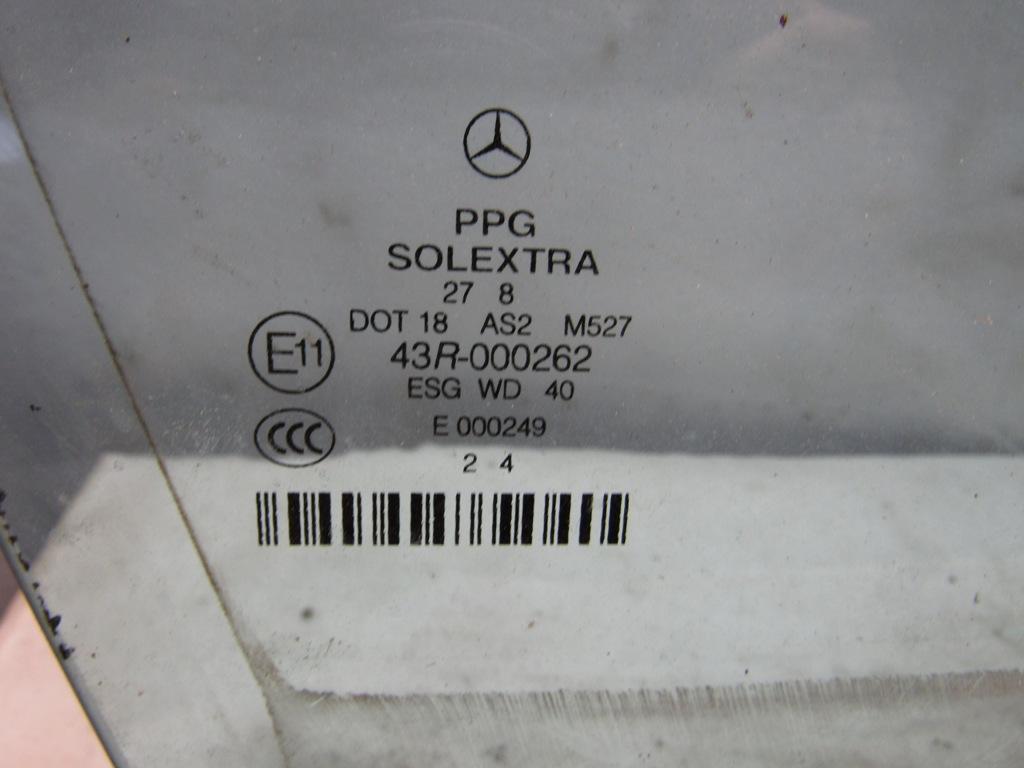 PPG
SOLEXTRA
27 8
DOT 18 AS2 M527
E11 43R-000262
ESG WD 40
CCC E 000249
2 4